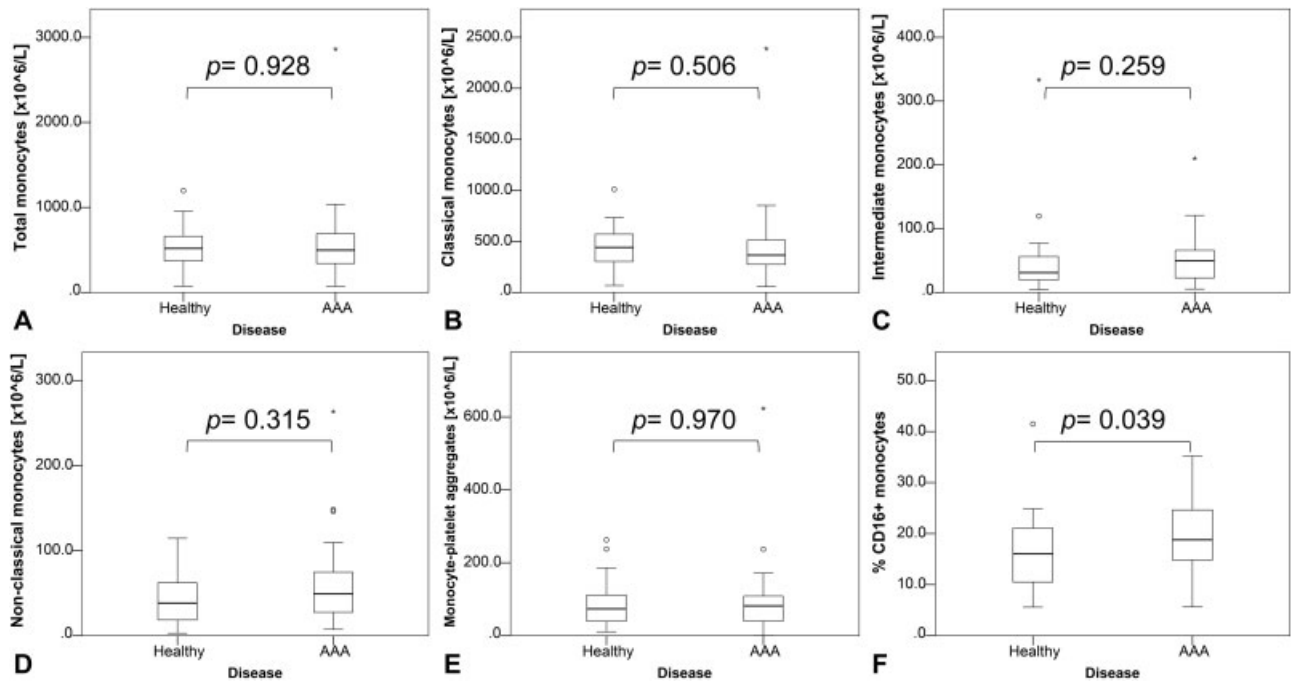 Total monocytes [x10^6/L]
3000.0
2000.0
1000.0
.0
p= 0.928
Healthy
AAA
Disease
A
Classical monocytes [x10^6/L]
2500.0
2000.0
1500.0
1000.0
500.0
.0
p= 0.506
Healthy
AAA
Disease
B
Intermediate monocytes [x10^6/L]
400.0
300.0
200.0
100.0
.0
p= 0.259
Healthy
AAA
Disease
C
Non-classical monocytes [x10^6/L]
300.0
200.0
100.0
.0
p= 0.315
Healthy
AAA
Disease
D
Monocyte-platelet aggregates [x10^6/L]
600.0
400.0
200.0
.0
p= 0.970
Healthy
AAA
Disease
E
% CD16+ monocytes
50.0
40.0
30.0
20.0
10.0
.0
p= 0.039
Healthy
AAA
Disease
F